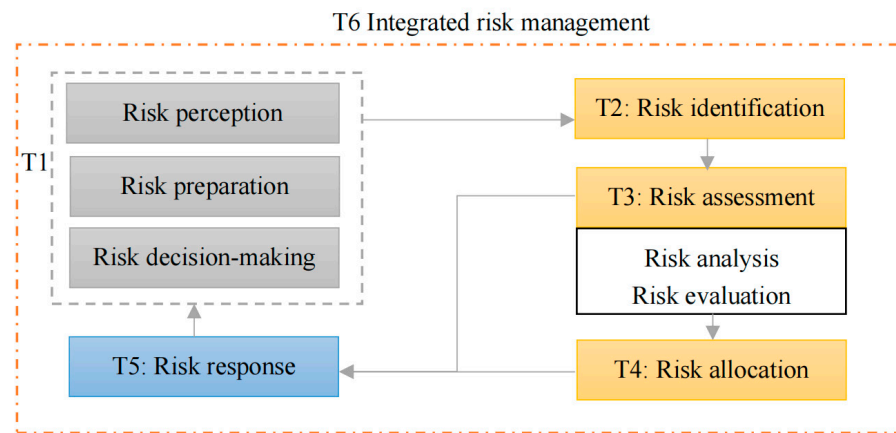 T6 Integrated risk management
T1
Risk perception
Risk preparation
Risk decision-making
T2: Risk identification
T3: Risk assessment
Risk analysis
Risk evaluation
T4: Risk allocation
T5: Risk response